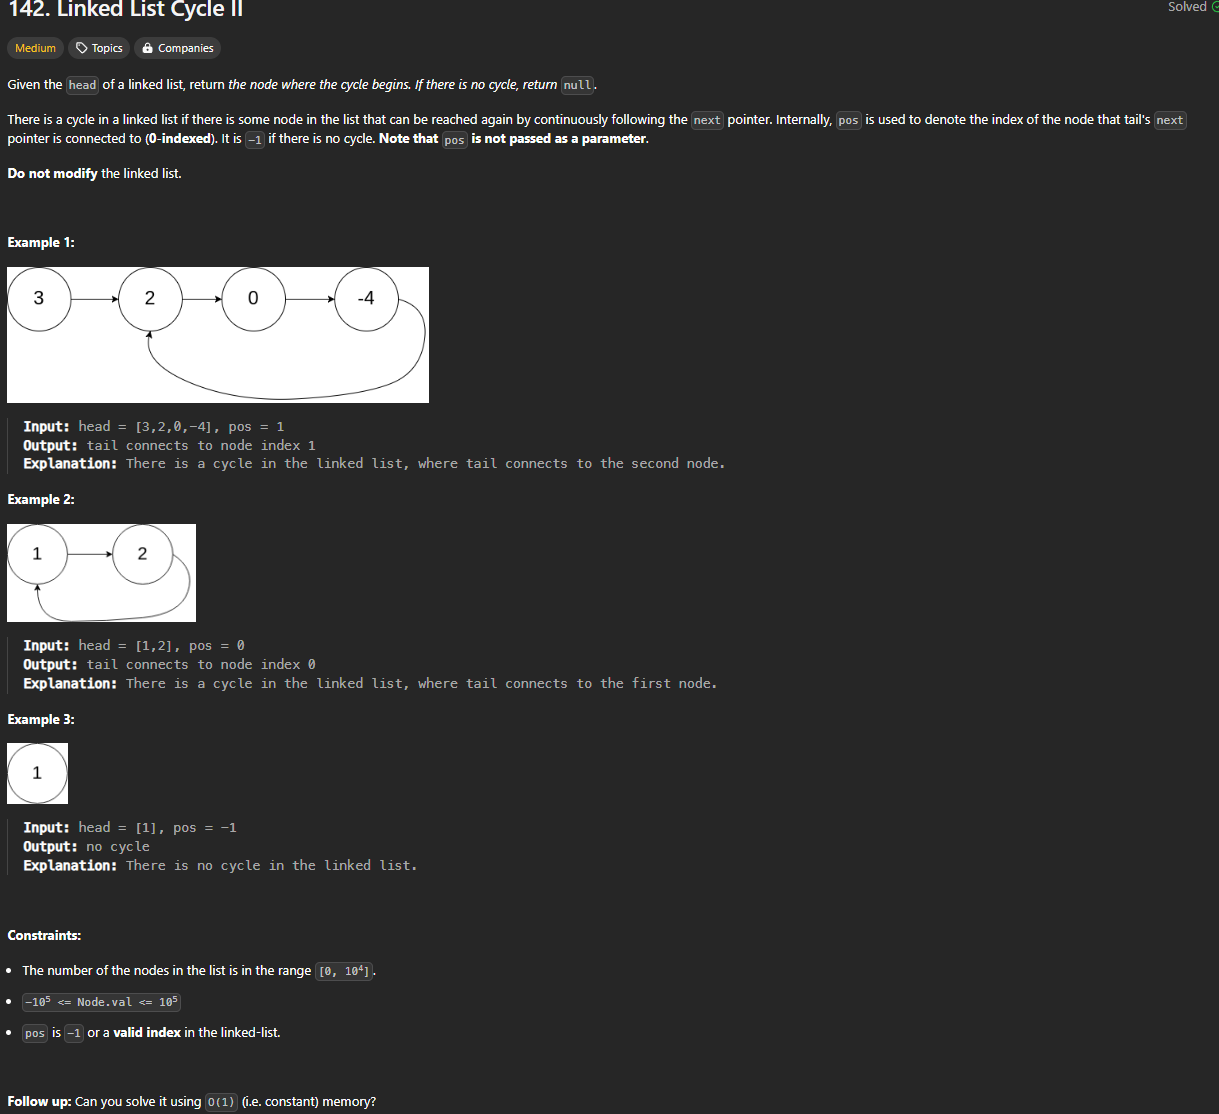 142. Linked List Cycle II
Solved
Medium Topics Companies
Given the head of a linked list, return the node where the cycle begins. If there is no cycle, return null.
There is a cycle in a linked list if there is some node in the list that can be reached again by continuously following the next pointer. Internally, pos is used to denote the index of the node that tail's next
pointer is connected to (0-indexed). It is -1 if there is no cycle. Note that pos is not passed as a parameter.
Do not modify the linked list.
Example 1:
3 2 0 -4
Input: head = [3,2,0,-4], pos = 1
Output: tail connects to node index 1
Explanation: There is a cycle in the linked list, where tail connects to the second node.
Example 2:
1 2
Input: head = [1,2], pos = 0
Output: tail connects to node index 0
Explanation: There is a cycle in the linked list, where tail connects to the first node.
Example 3:
1
Input: head = [1], pos = -1
Output: no cycle
Explanation: There is no cycle in the linked list.
Constraints:
• The number of the nodes in the list is in the range [0, 10⁴].
• -10⁵ <= Node.val <= 10⁵
• pos is -1 or a valid index in the linked-list.
Follow up: Can you solve it using O(1) (i.e. constant) memory?